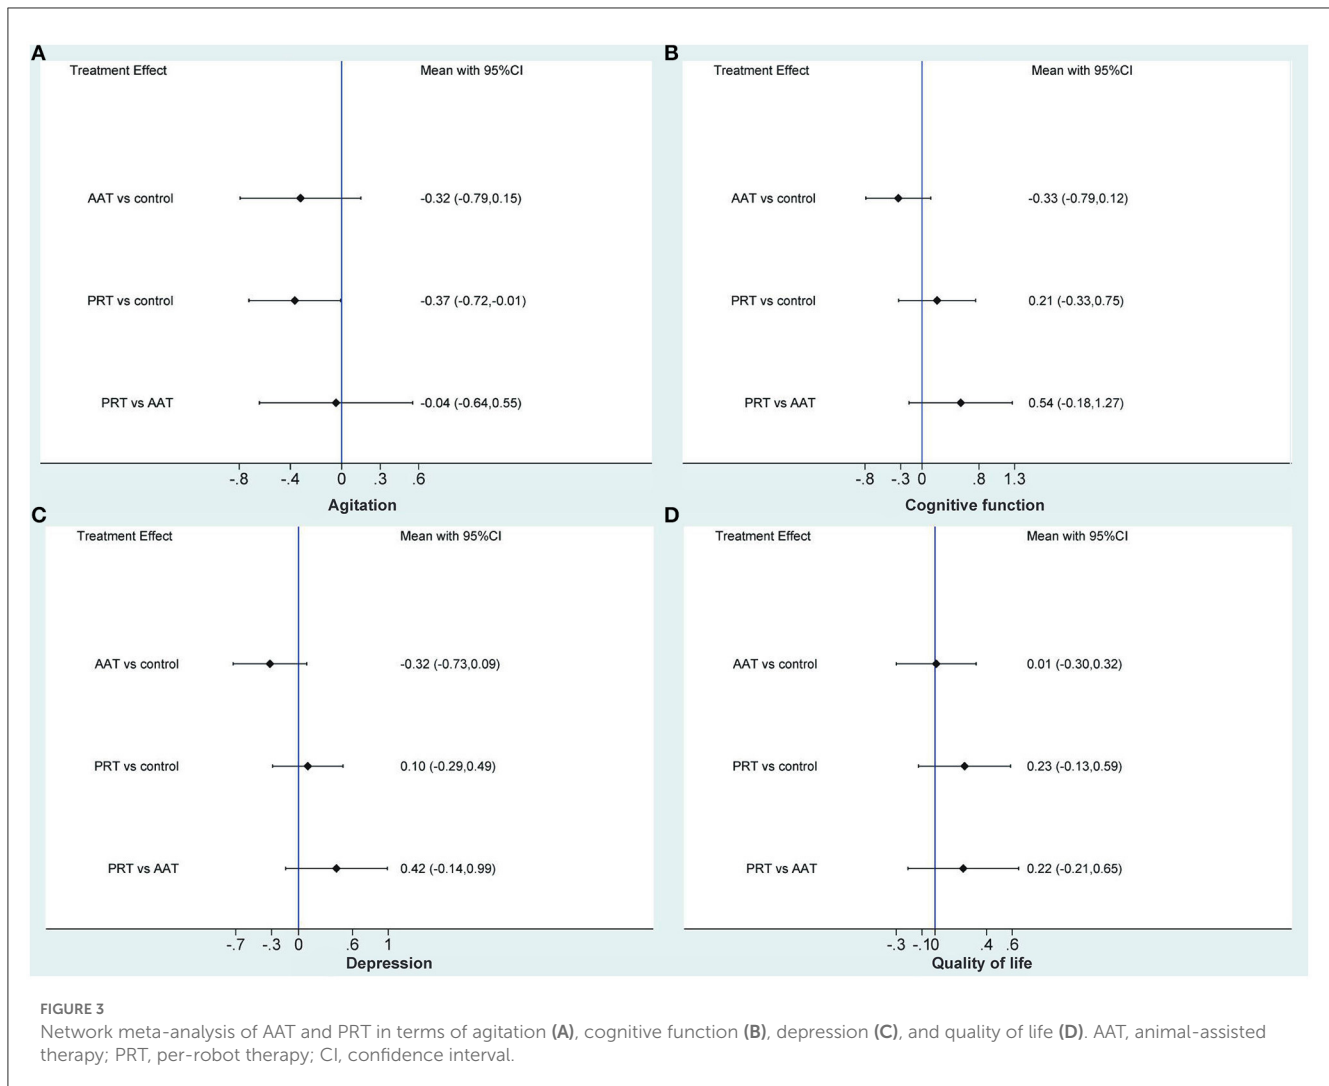 A
Treatment Effect Mean with 95%CI
AAT vs control -0.32 (-0.79,0.15)
PRT vs control -0.37 (-0.72,-0.01)
PRT vs AAT -0.04 (-0.64,0.55)
-.8 -.4 0 .3 .6
Agitation
B
Treatment Effect Mean with 95%CI
AAT vs control -0.33 (-0.79,0.12)
PRT vs control 0.21 (-0.33,0.75)
PRT vs AAT 0.54 (-0.18,1.27)
-.8 -.3 0 .8 1.3
Cognitive function
C
Treatment Effect Mean with 95%CI
AAT vs control -0.32 (-0.73,0.09)
PRT vs control 0.10 (-0.29,0.49)
PRT vs AAT 0.42 (-0.14,0.99)
-.7 -.3 0 .6 1
Depression
D
Treatment Effect Mean with 95%CI
AAT vs control 0.01 (-0.30,0.32)
PRT vs control 0.23 (-0.13,0.59)
PRT vs AAT 0.22 (-0.21,0.65)
-.3 -.1 0 .4 .6
Quality of life
FIGURE 3
Network meta-analysis of AAT and PRT in terms of agitation (A), cognitive function (B), depression (C), and quality of life (D). AAT, animal-assisted
therapy; PRT, per-robot therapy; CI, confidence interval.